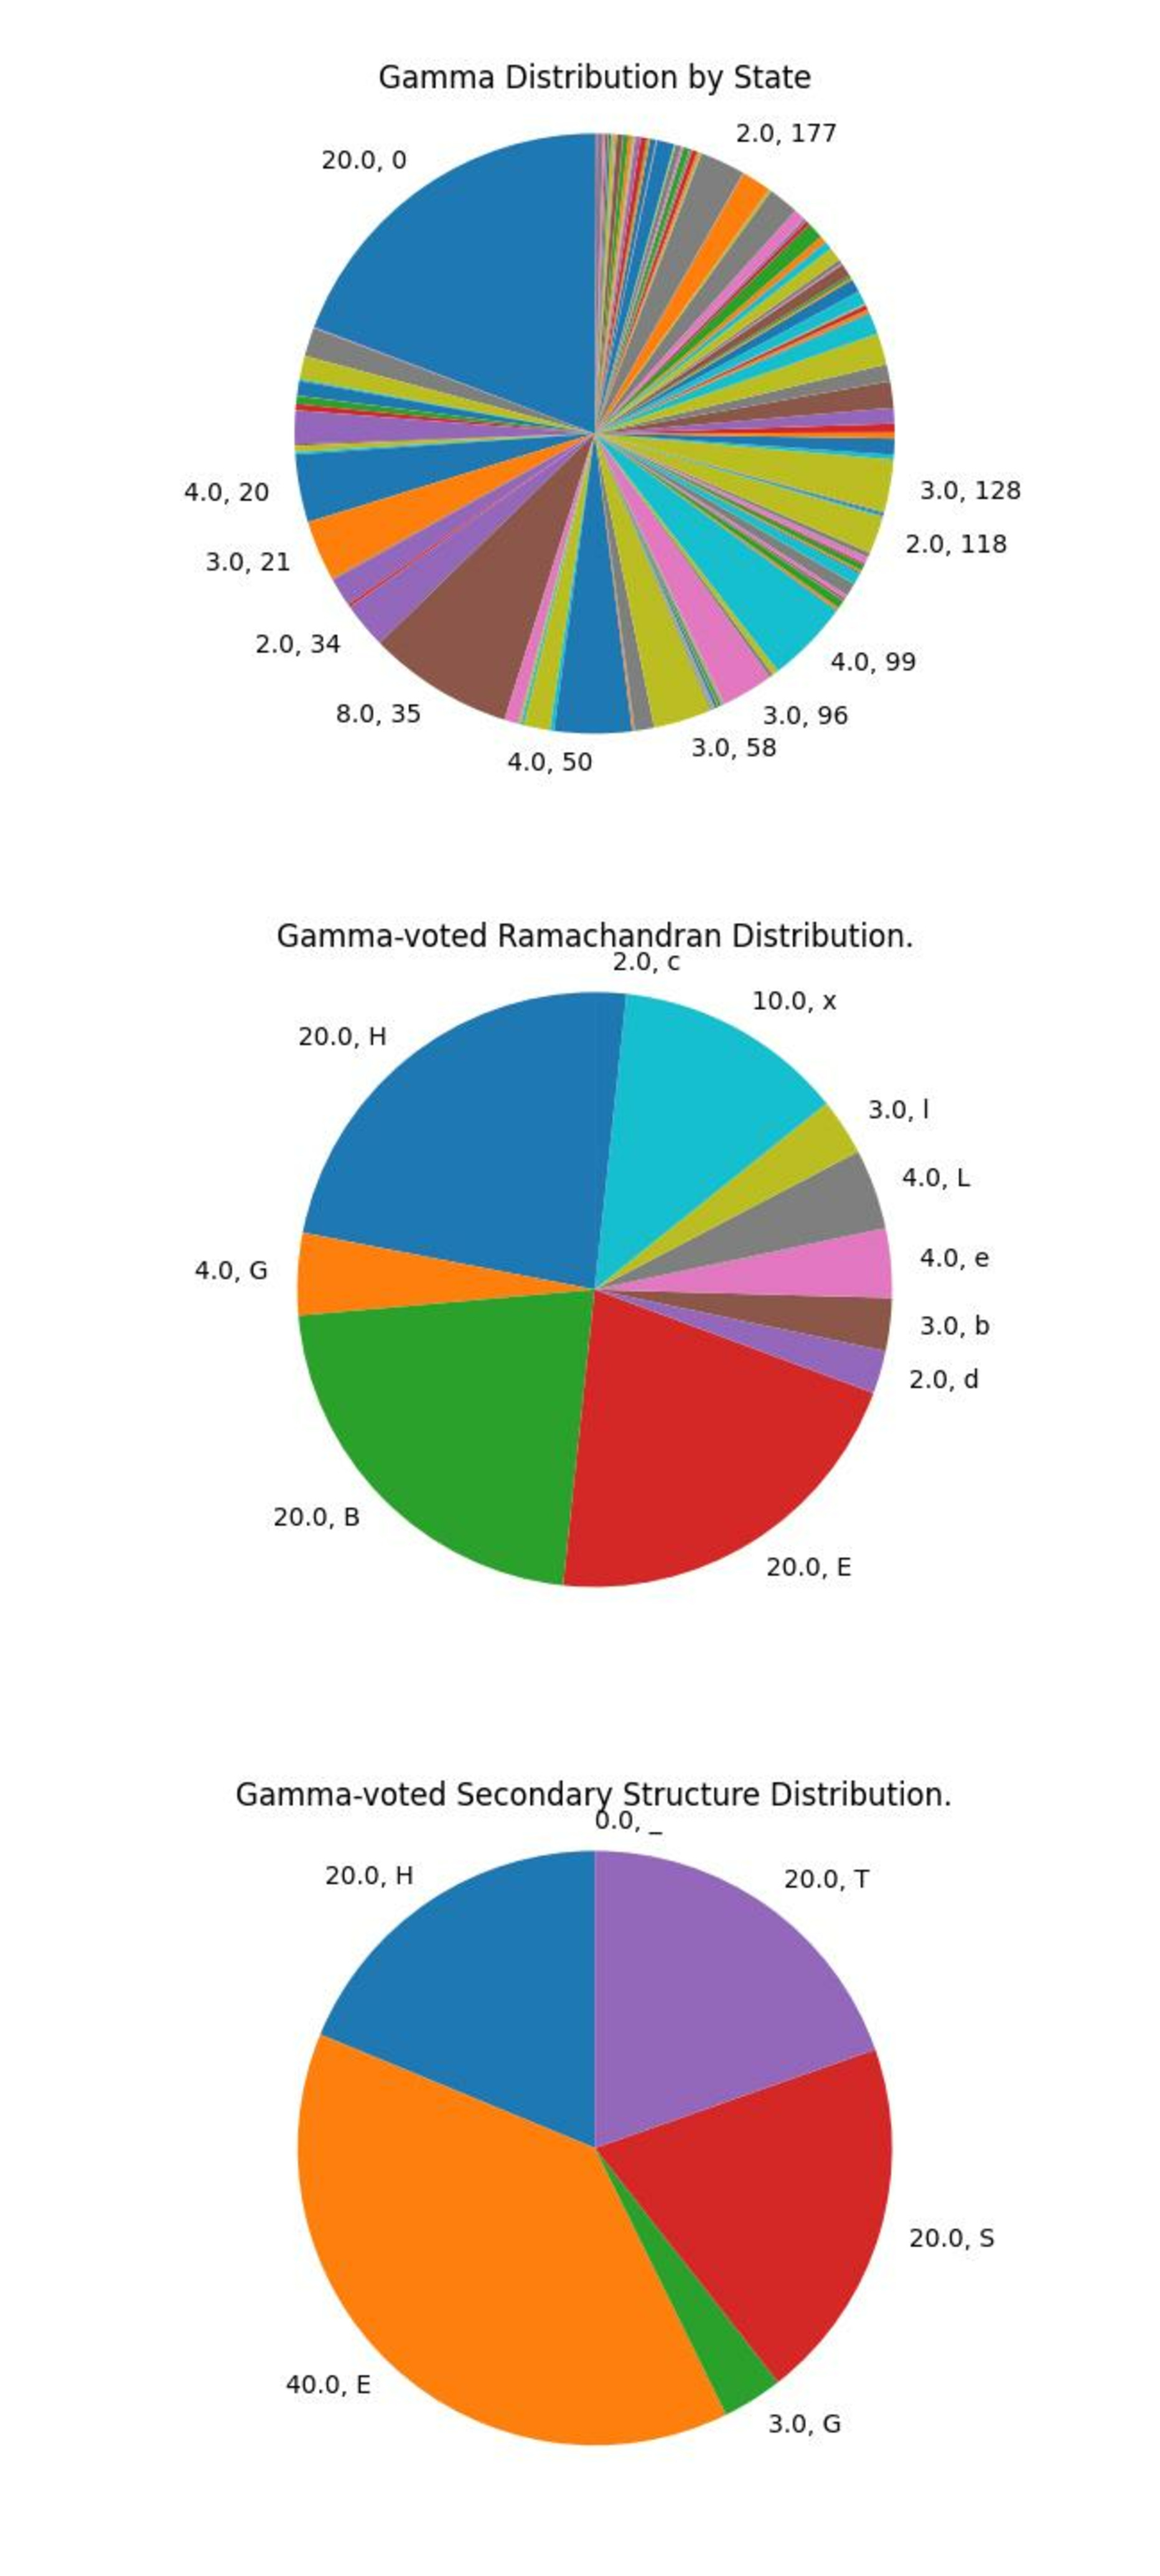 Gamma Distribution by State
2.0, 177
20.0, 0
4.0, 20
3.0, 128
2.0, 118
3.0, 21
2.0, 34
4.0, 99
8.0, 35
3.0, 96
3.0, 58
4.0, 50
Gamma-voted Ramachandran Distribution.
2.0, c
10.0, x
20.0, H
3.0, l
4.0, L
4.0, e
4.0, G
3.0, b
2.0, d
20.0, B
20.0, E
Gamma-voted Secondary Structure Distribution.
0.0, _
20.0, H
20.0, T
20.0, S
40.0, E
3.0, G